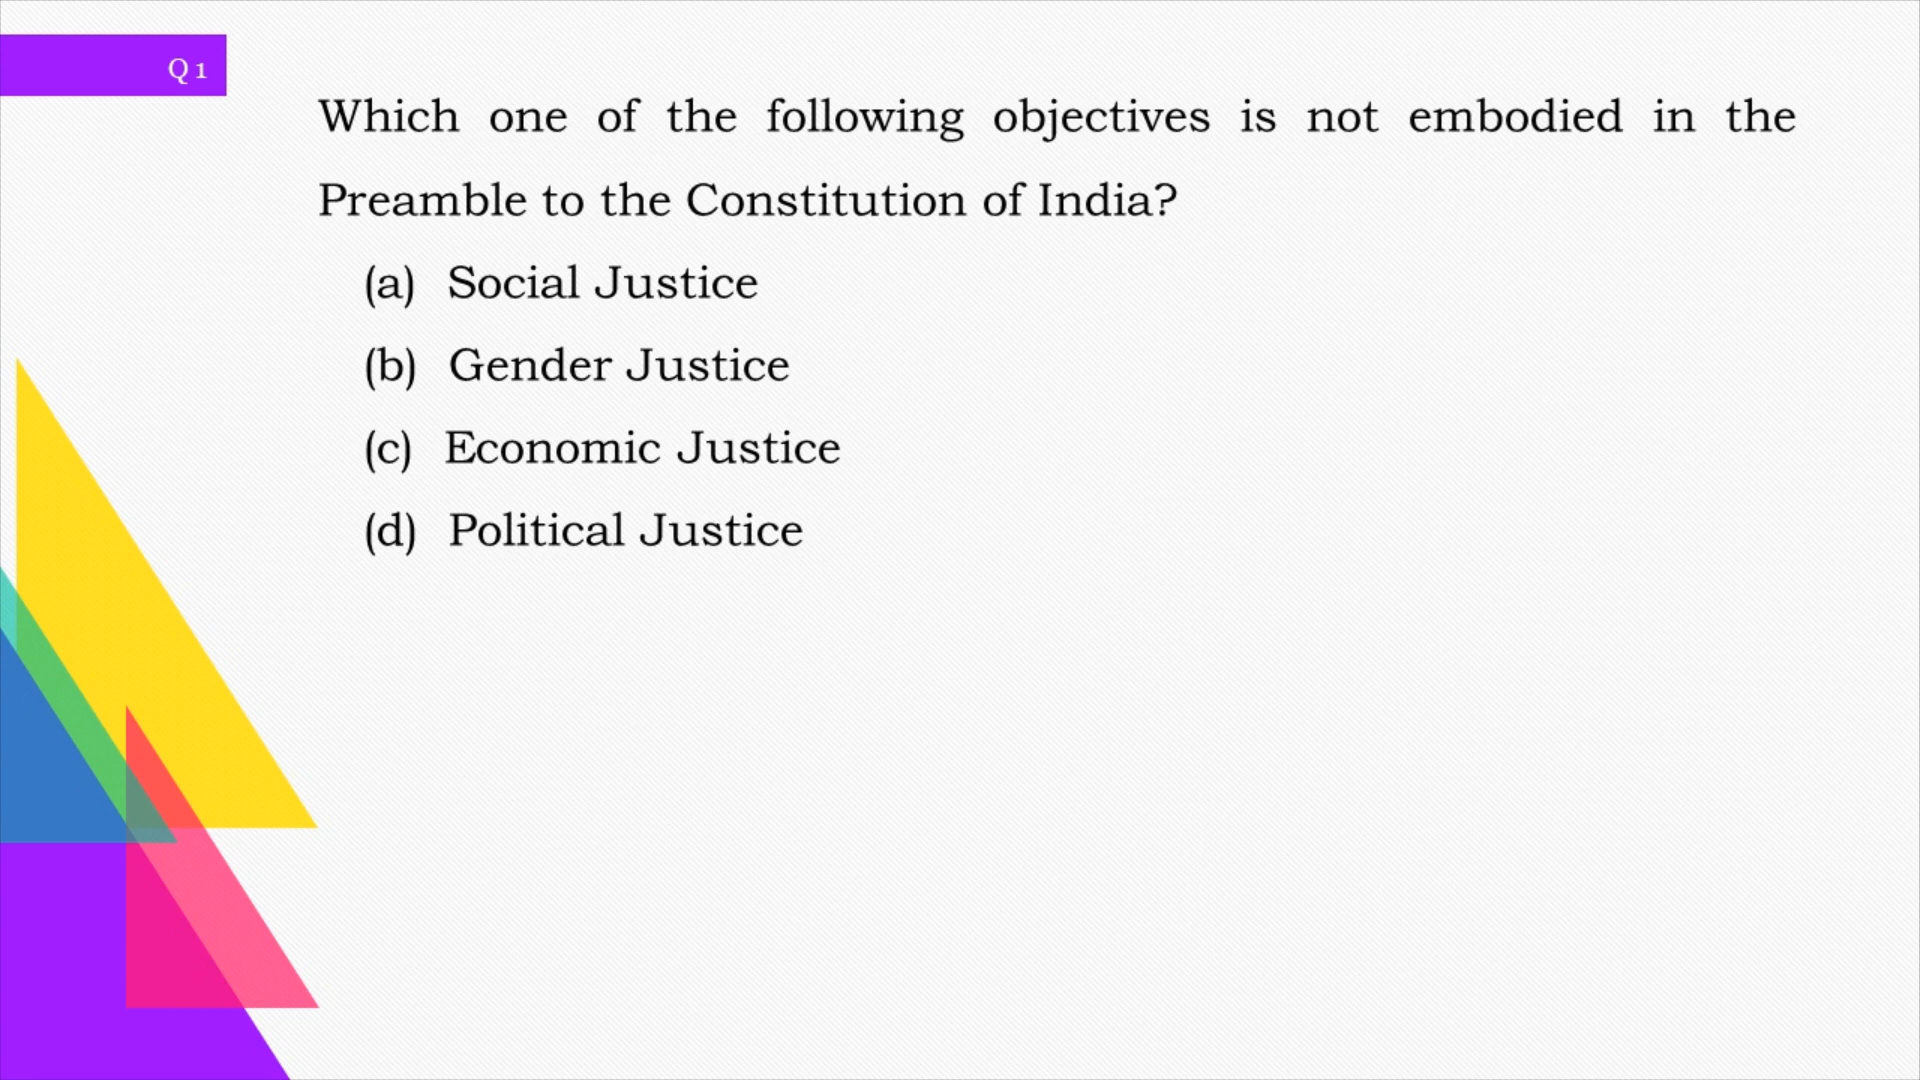 Q 1
Which one of the following objectives is not embodied in the
Preamble to the Constitution of India?
(a) Social Justice
(b) Gender Justice
(c) Economic Justice
(d) Political Justice